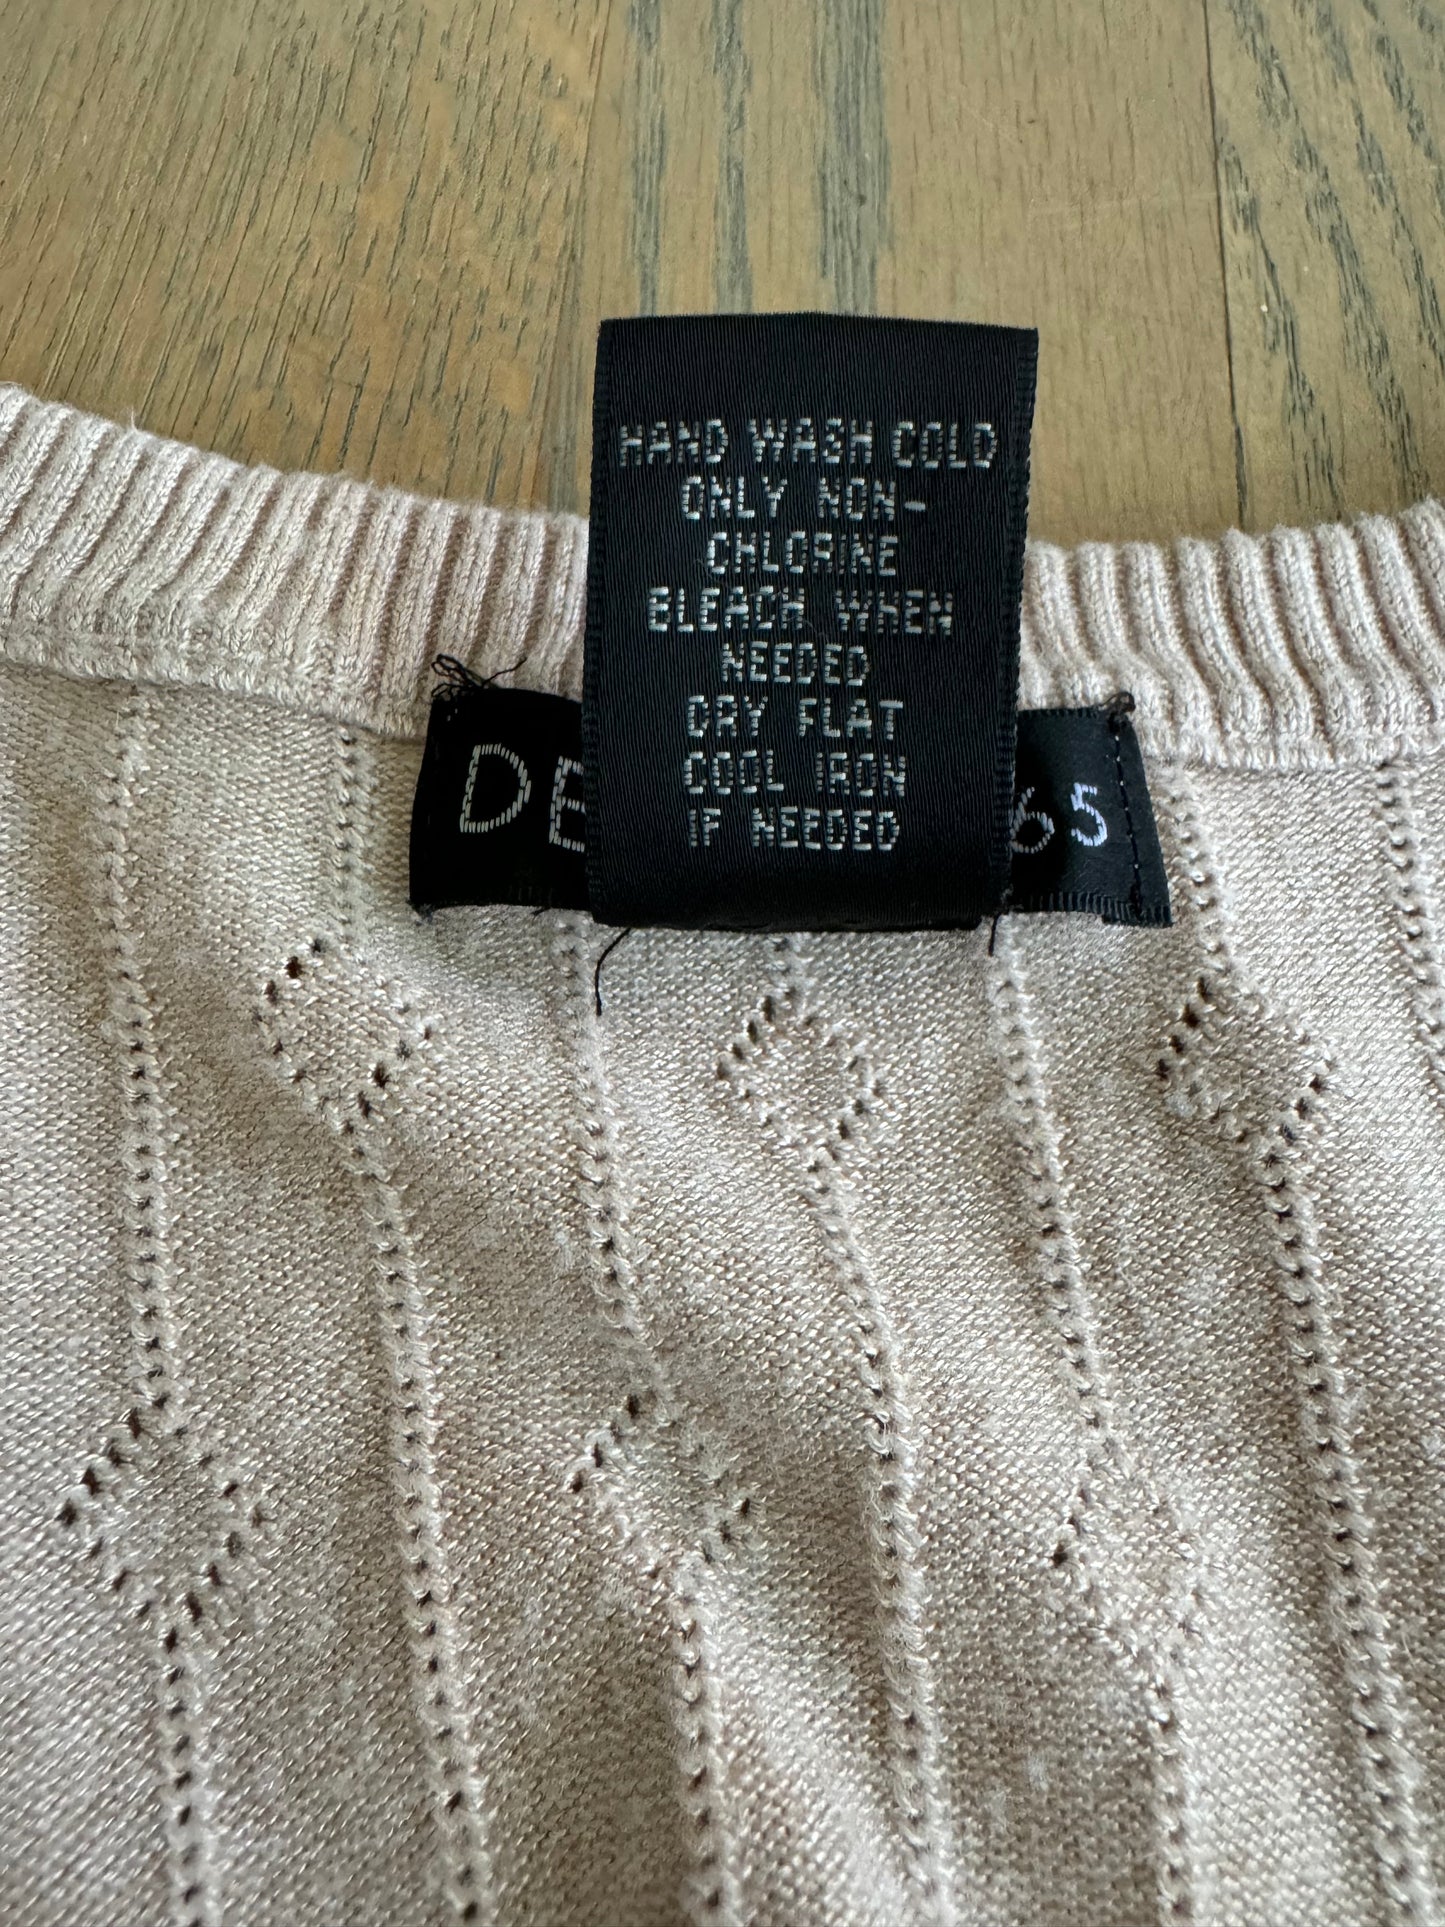 HAND WASH COLD
ONLY NON-
CHLORINE
BLEACH WHEN
NEEDED
DRY FLAT
COOL IRON
IF NEEDED
DE 65